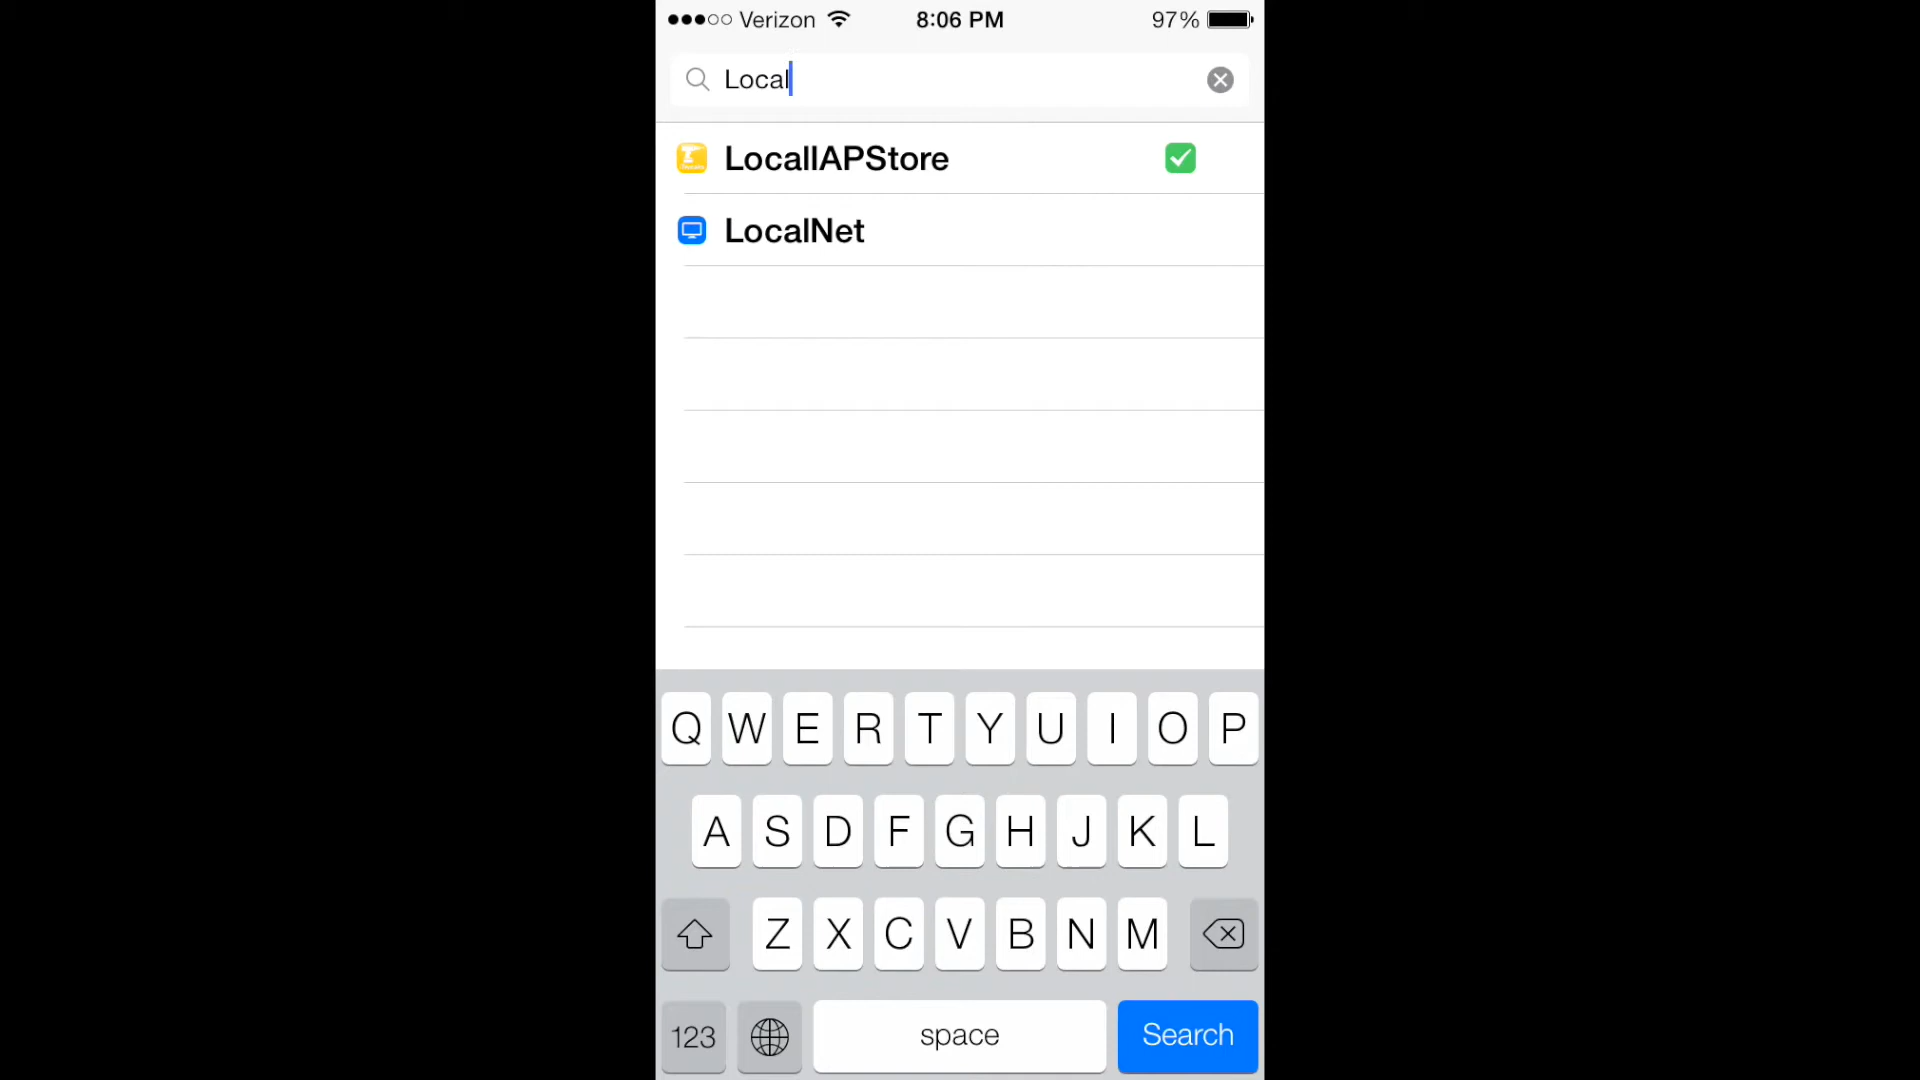 Verizon 8:06 PM 97%
Local
LocalIAPStore
LocalNet
Q W E R T Y U I O P
A S D F G H J K L
Z X C V B N M
123 space Search